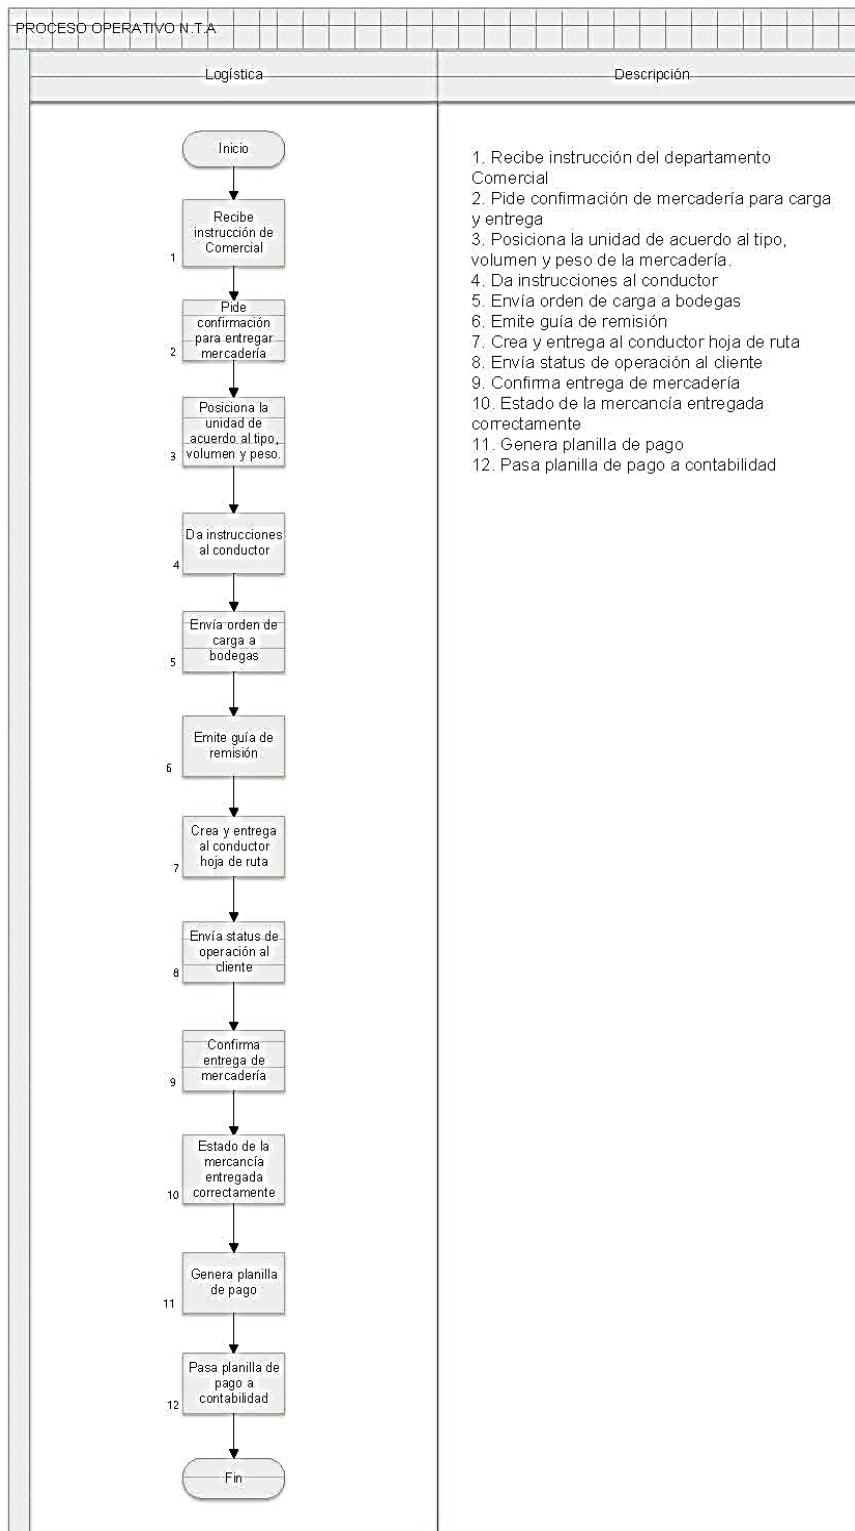 PROCESO OPERATIVO N.T.A
Logística
Descripción
Inicio
Recibe
instrucción de
Comercial
1
Pide
confirmación
para entregar
mercadería
2
Posiciona la
unidad de
acuerdo al tipo,
volumen y peso.
3
Da instrucciones
al conductor
4
Envía orden de
carga a
bodegas
5
Emite guía de
remisión
6
Crea y entrega
al conductor
hoja de ruta
7
Envía status de
operación al
cliente
8
Confirma
entrega de
mercadería
9
Estado de la
mercancía
entregada
correctamente
10
Genera planilla
de pago
11
Pasa planilla de
pago a
contabilidad
12
Fin
1. Recibe instrucción del departamento
Comercial
2. Pide confirmación de mercadería para carga
y entrega
3. Posiciona la unidad de acuerdo al tipo,
volumen y peso de la mercadería.
4. Da instrucciones al conductor
5. Envía orden de carga a bodegas
6. Emite guía de remisión
7. Crea y entrega al conductor hoja de ruta
8. Envía status de operación al cliente
9. Confirma entrega de mercadería
10. Estado de la mercancía entregada
correctamente
11. Genera planilla de pago
12. Pasa planilla de pago a contabilidad